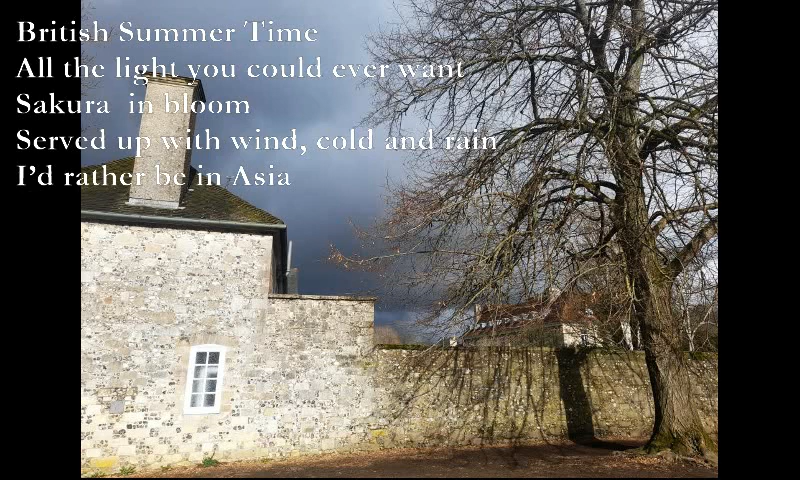 British Summer Time
All the light you could ever want
Sakura  in bloom
Served up with wind, cold and rain
I'd rather be in Asia